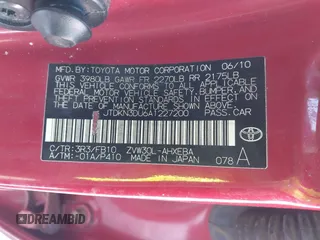 MFD. BY: TOYOTA MOTOR CORPORATION 06/10
GVWR 3980LB GAWR FR 2270LB RR 2175LB
THIS VEHICLE CONFORMS TO ALL APPLICABLE
FEDERAL MOTOR VEHICLE SAFETY, BUMPER, AND
THEFT PREVENTION STANDARDS IN EFFECT ON
THE DATE OF MANUFACTURE SHOWN ABOVE.
JTDKN3DU6A1227200 PASS. CAR
C/TR: 3R3/FB10 ZVW30L-AHXEBA
A/TM: -01A/P410 MADE IN JAPAN 078 A
TOYOTA
DREAMBID